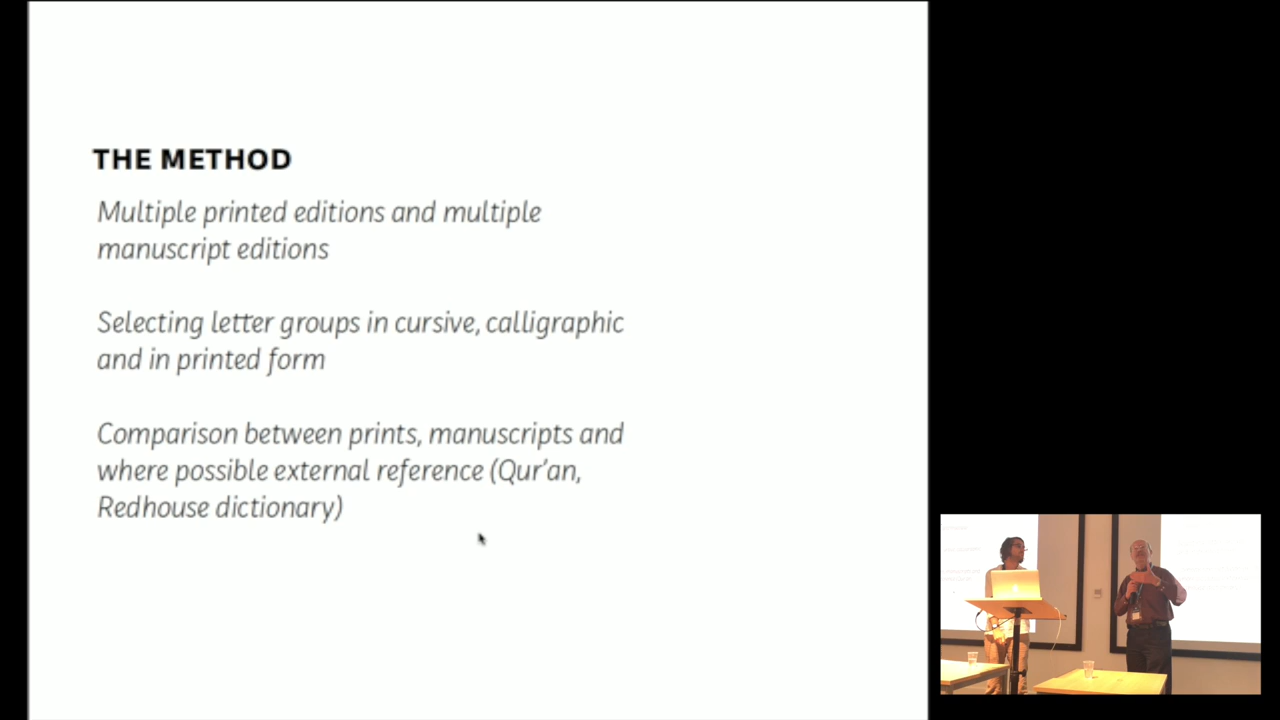 THE METHOD
Multiple printed editions and multiple
manuscript editions
Selecting letter groups in cursive, calligraphic
and in printed form
Comparison between prints, manuscripts and
where possible external reference (Qur’an,
Redhouse dictionary)